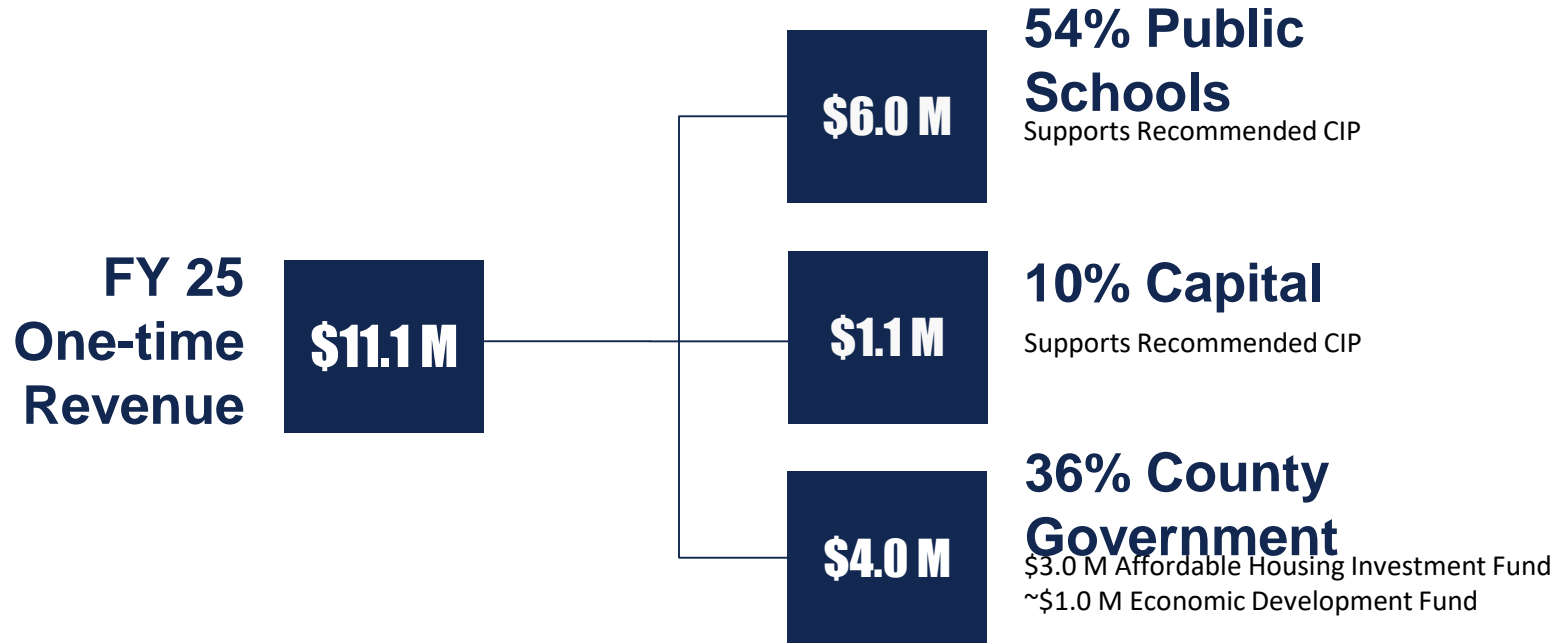 FY 25
One-time
Revenue
$11.1 M
$6.0 M
54% Public
Schools
Supports Recommended CIP
$1.1 M
10% Capital
Supports Recommended CIP
$4.0 M
36% County
Government
$3.0 M Affordable Housing Investment Fund
~$1.0 M Economic Development Fund